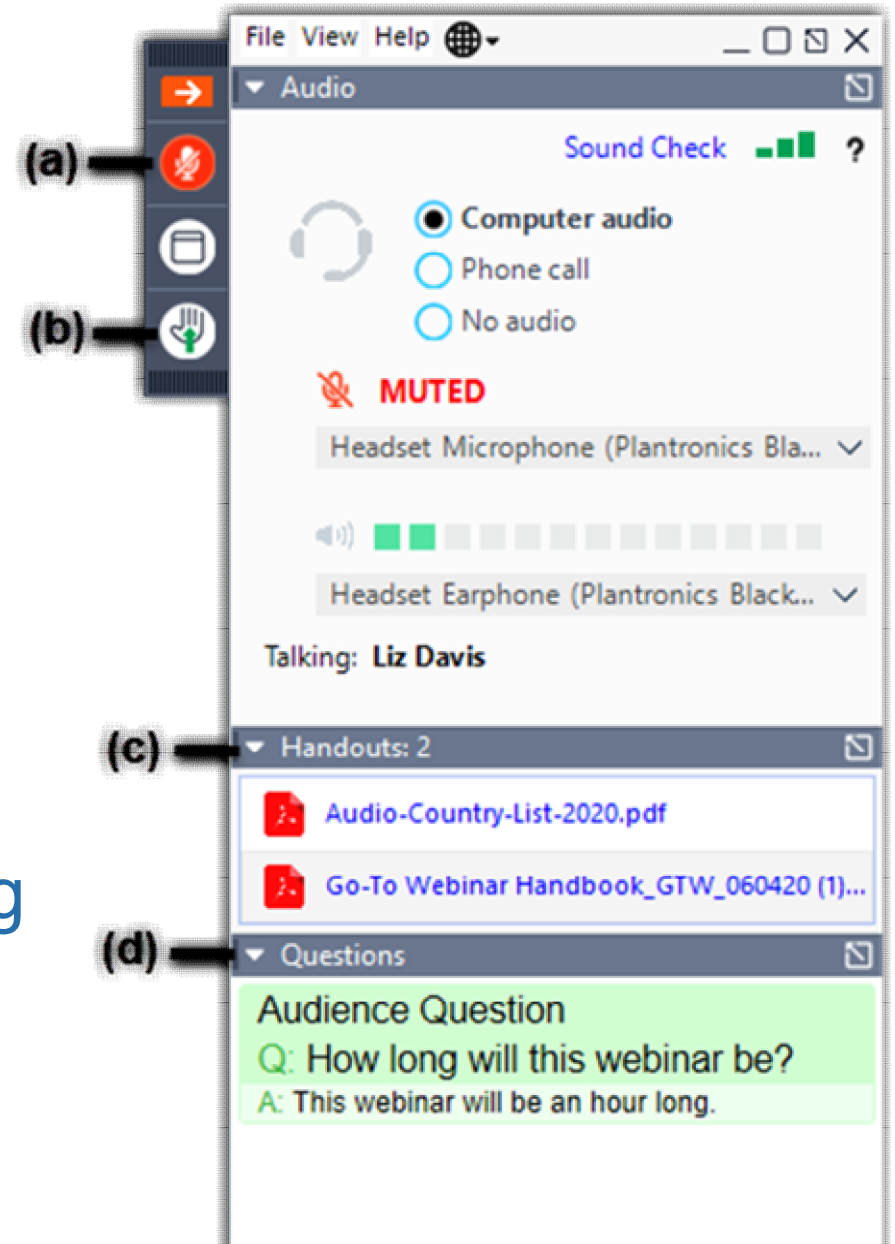 File View Help
Audio
(a)
Sound Check ?
Computer audio
Phone call
(b)
No audio
MUTED
Headset Microphone (Plantronics Bla...
Headset Earphone (Plantronics Black...
Talking: Liz Davis
(c)
Handouts: 2
Audio-Country-List-2020.pdf
Go-To Webinar Handbook_GTW_060420 (1)...
g
(d)
Questions
Audience Question
Q: How long will this webinar be?
A: This webinar will be an hour long.